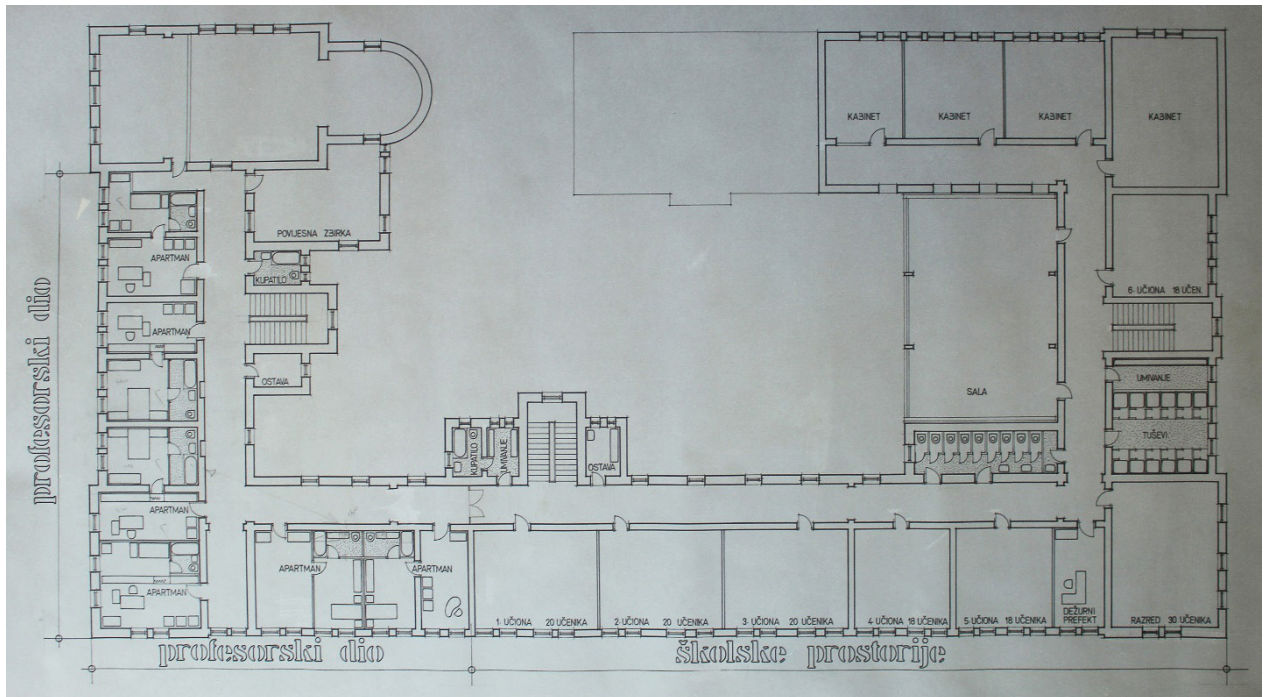 KABINET
KABINET
KABINET
KABINET
POVIJESNA ZBIRKA
APARTMAN
KUPATILO
6· UČIONA 18 UČEN.
APARTMAN
OSTAVA
UMIVANJE
SALA
TUŠEVI
KUPATILO
UMIVANJE
OSTAVA
profesorski dio
APARTMAN
APARTMAN
APARTMAN
APARTMAN
1· UČIONA 20 UČENIKA
2·UČIONA 20 UČENIKA
3· UČIONA 20 UČENIKA
4·UČIONA 18 UČENIKA
5·UČIONA 18 UČENIKA
DEŽURNI
PREFEKT
RAZRED 30 UČENIKA
profesorski dio
školske prostorije